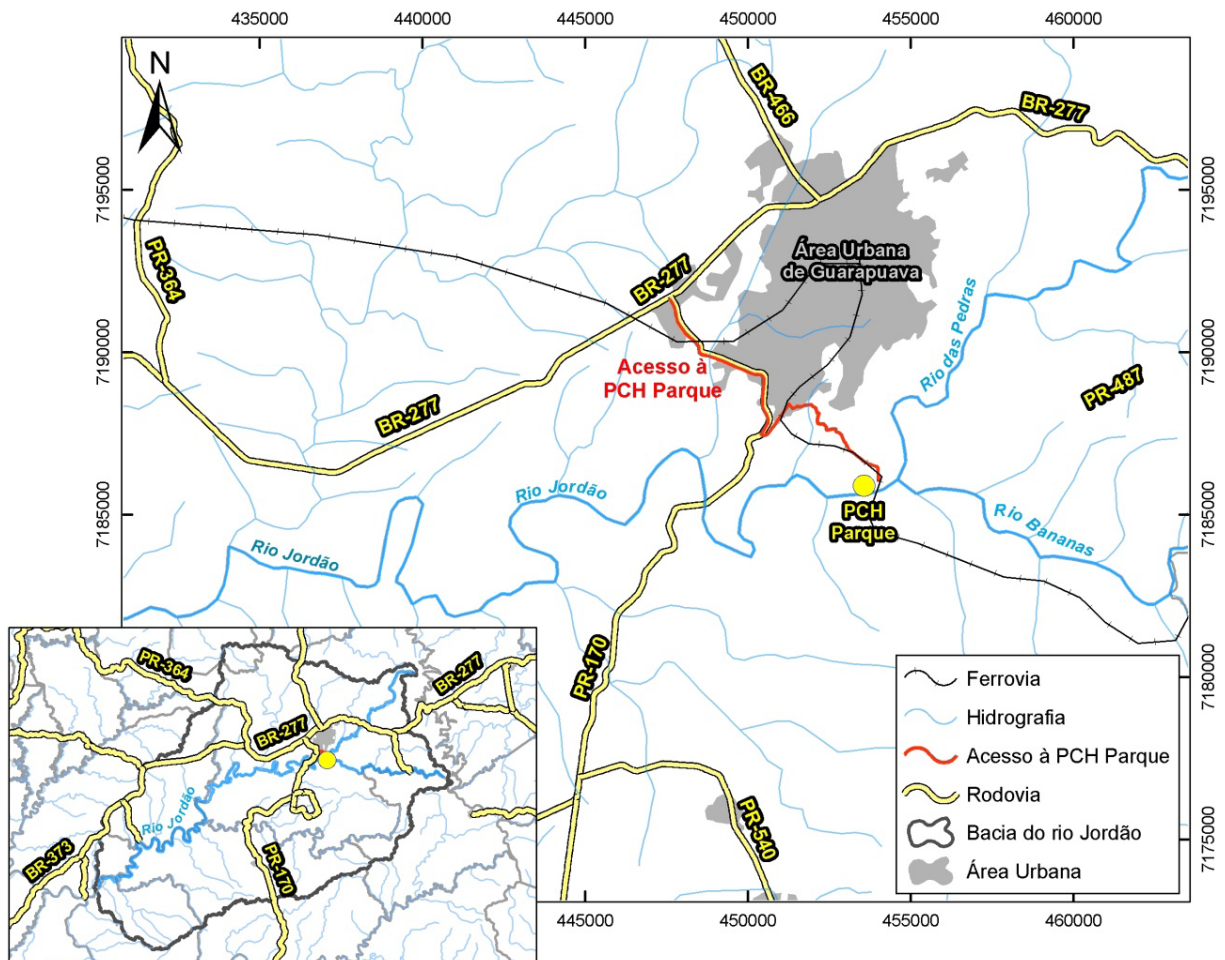 435000
440000
445000
450000
455000
460000
N
BR-466
BR-277
7195000
7195000
PR-364
Área Urbana
de Guarapuava
BR-277
Rio das Pedras
7190000
7190000
Acesso à
PCH Parque
PR-487
BR-277
Rio Jordão
PCH
Parque
Rio Bananas
7185000
7185000
Rio Jordão
PR-170
7180000
PR-540
7175000
445000
450000
455000
460000
PR-364
BR-277
BR-277
Rio Jordão
BR-373
PR-170
Ferrovia
Hidrografia
Acesso à PCH Parque
Rodovia
Bacia do rio Jordão
Área Urbana